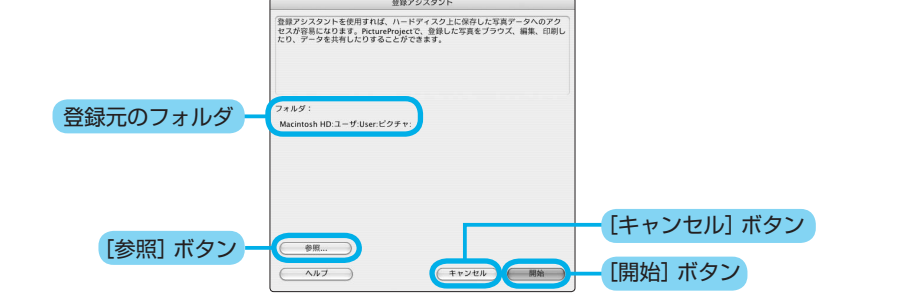 登録アシスタント
登録アシスタントを使用すれば、ハードディスク上に保存した写真データへのアク
セスが容易になります。PictureProjectで、登録した写真をブラウズ、編集、印刷し
たり、データを共有したりすることができます。
登録元のフォルダ
フォルダ：
Macintosh HD:ユーザ:User:ピクチャ:
[参照] ボタン
参照...
ヘルプ
キャンセル
開始
[キャンセル] ボタン
[開始] ボタン